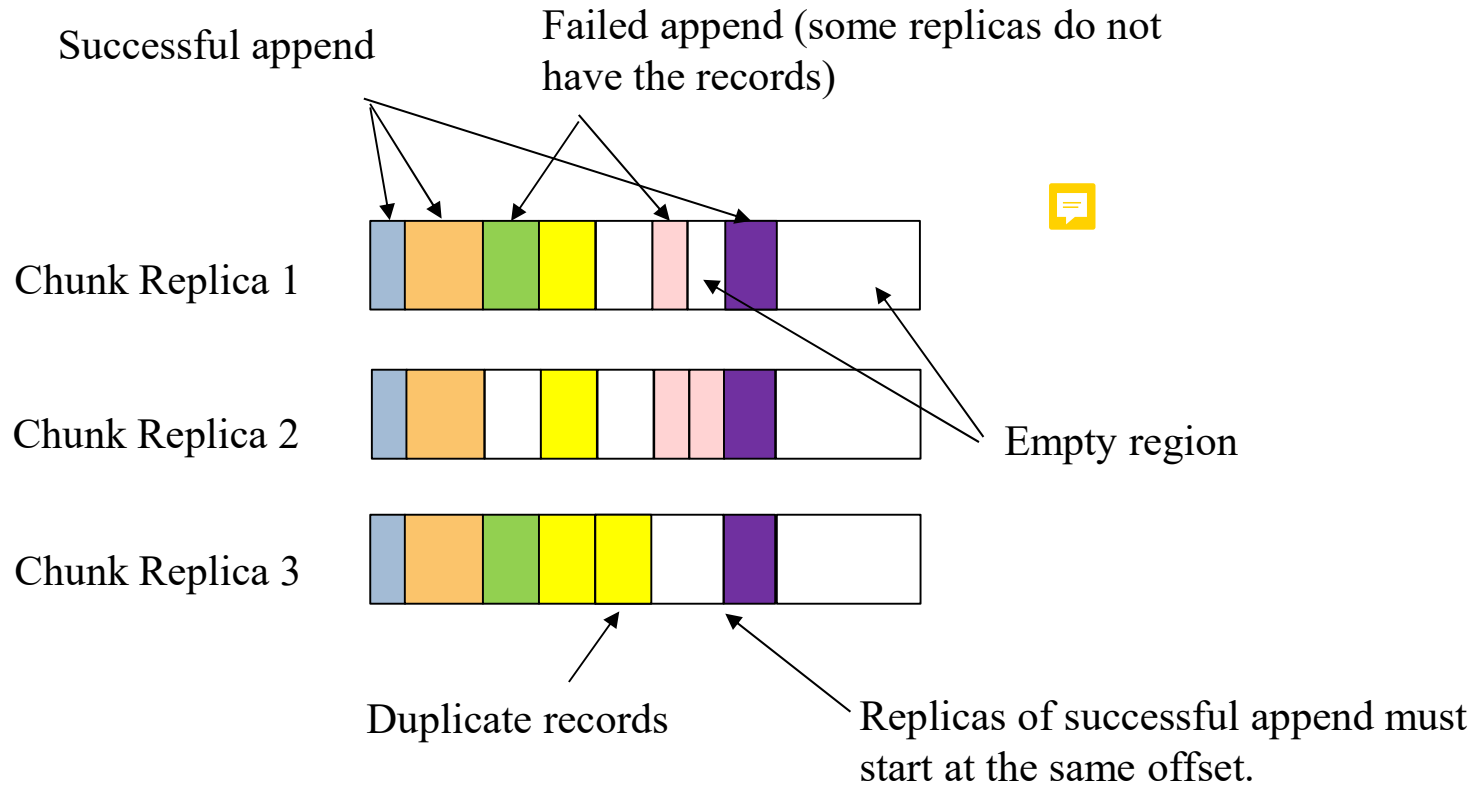 Successful append
Failed append (some replicas do not
have the records)
Chunk Replica 1
Chunk Replica 2
Empty region
Chunk Replica 3
Duplicate records
Replicas of successful append must
start at the same offset.